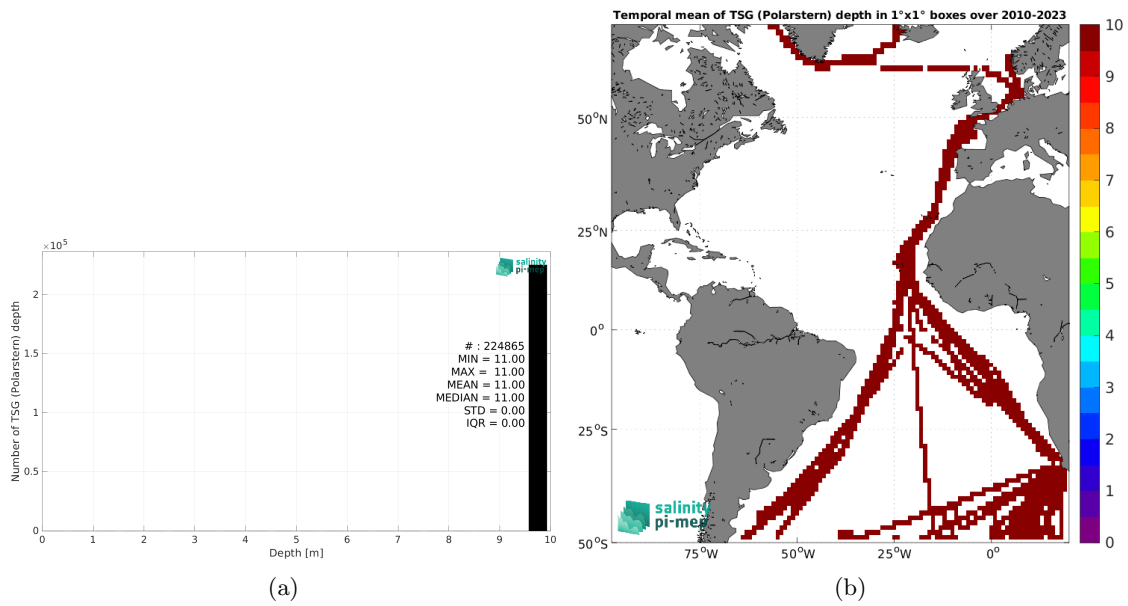 ×10⁵
2
1.5
1
0.5
0
Number of TSG (Polarstern) depth
salinity
pi-mep
# : 224865
MIN = 11.00
MAX = 11.00
MEAN = 11.00
MEDIAN = 11.00
STD = 0.00
IQR = 0.00
0 1 2 3 4 5 6 7 8 9 10
Depth [m]
(a)
Temporal mean of TSG (Polarstern) depth in 1°x1° boxes over 2010-2023
50°N
25°N
0°
25°S
50°S
75°W 50°W 25°W 0°
salinity
pi-mep
10
9
8
7
6
5
4
3
2
1
0
(b)